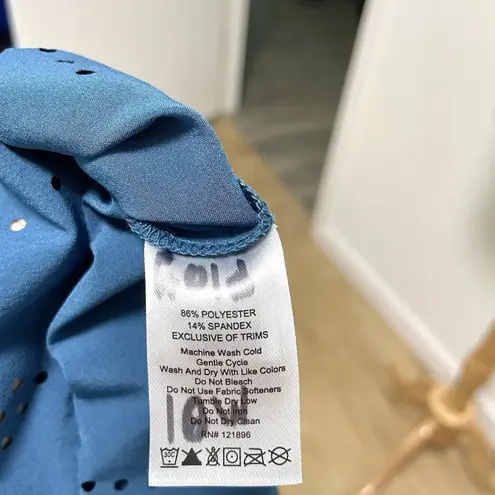 86% POLYESTER
14% SPANDEX
EXCLUSIVE OF TRIMS
Machine Wash Cold
Gentle Cycle
Wash And Dry With Like Colors
Do Not Bleach
Do Not Use Fabric Softeners
Tumble Dry Low
Do Not Iron
Do Not Dry Clean
RN# 121896